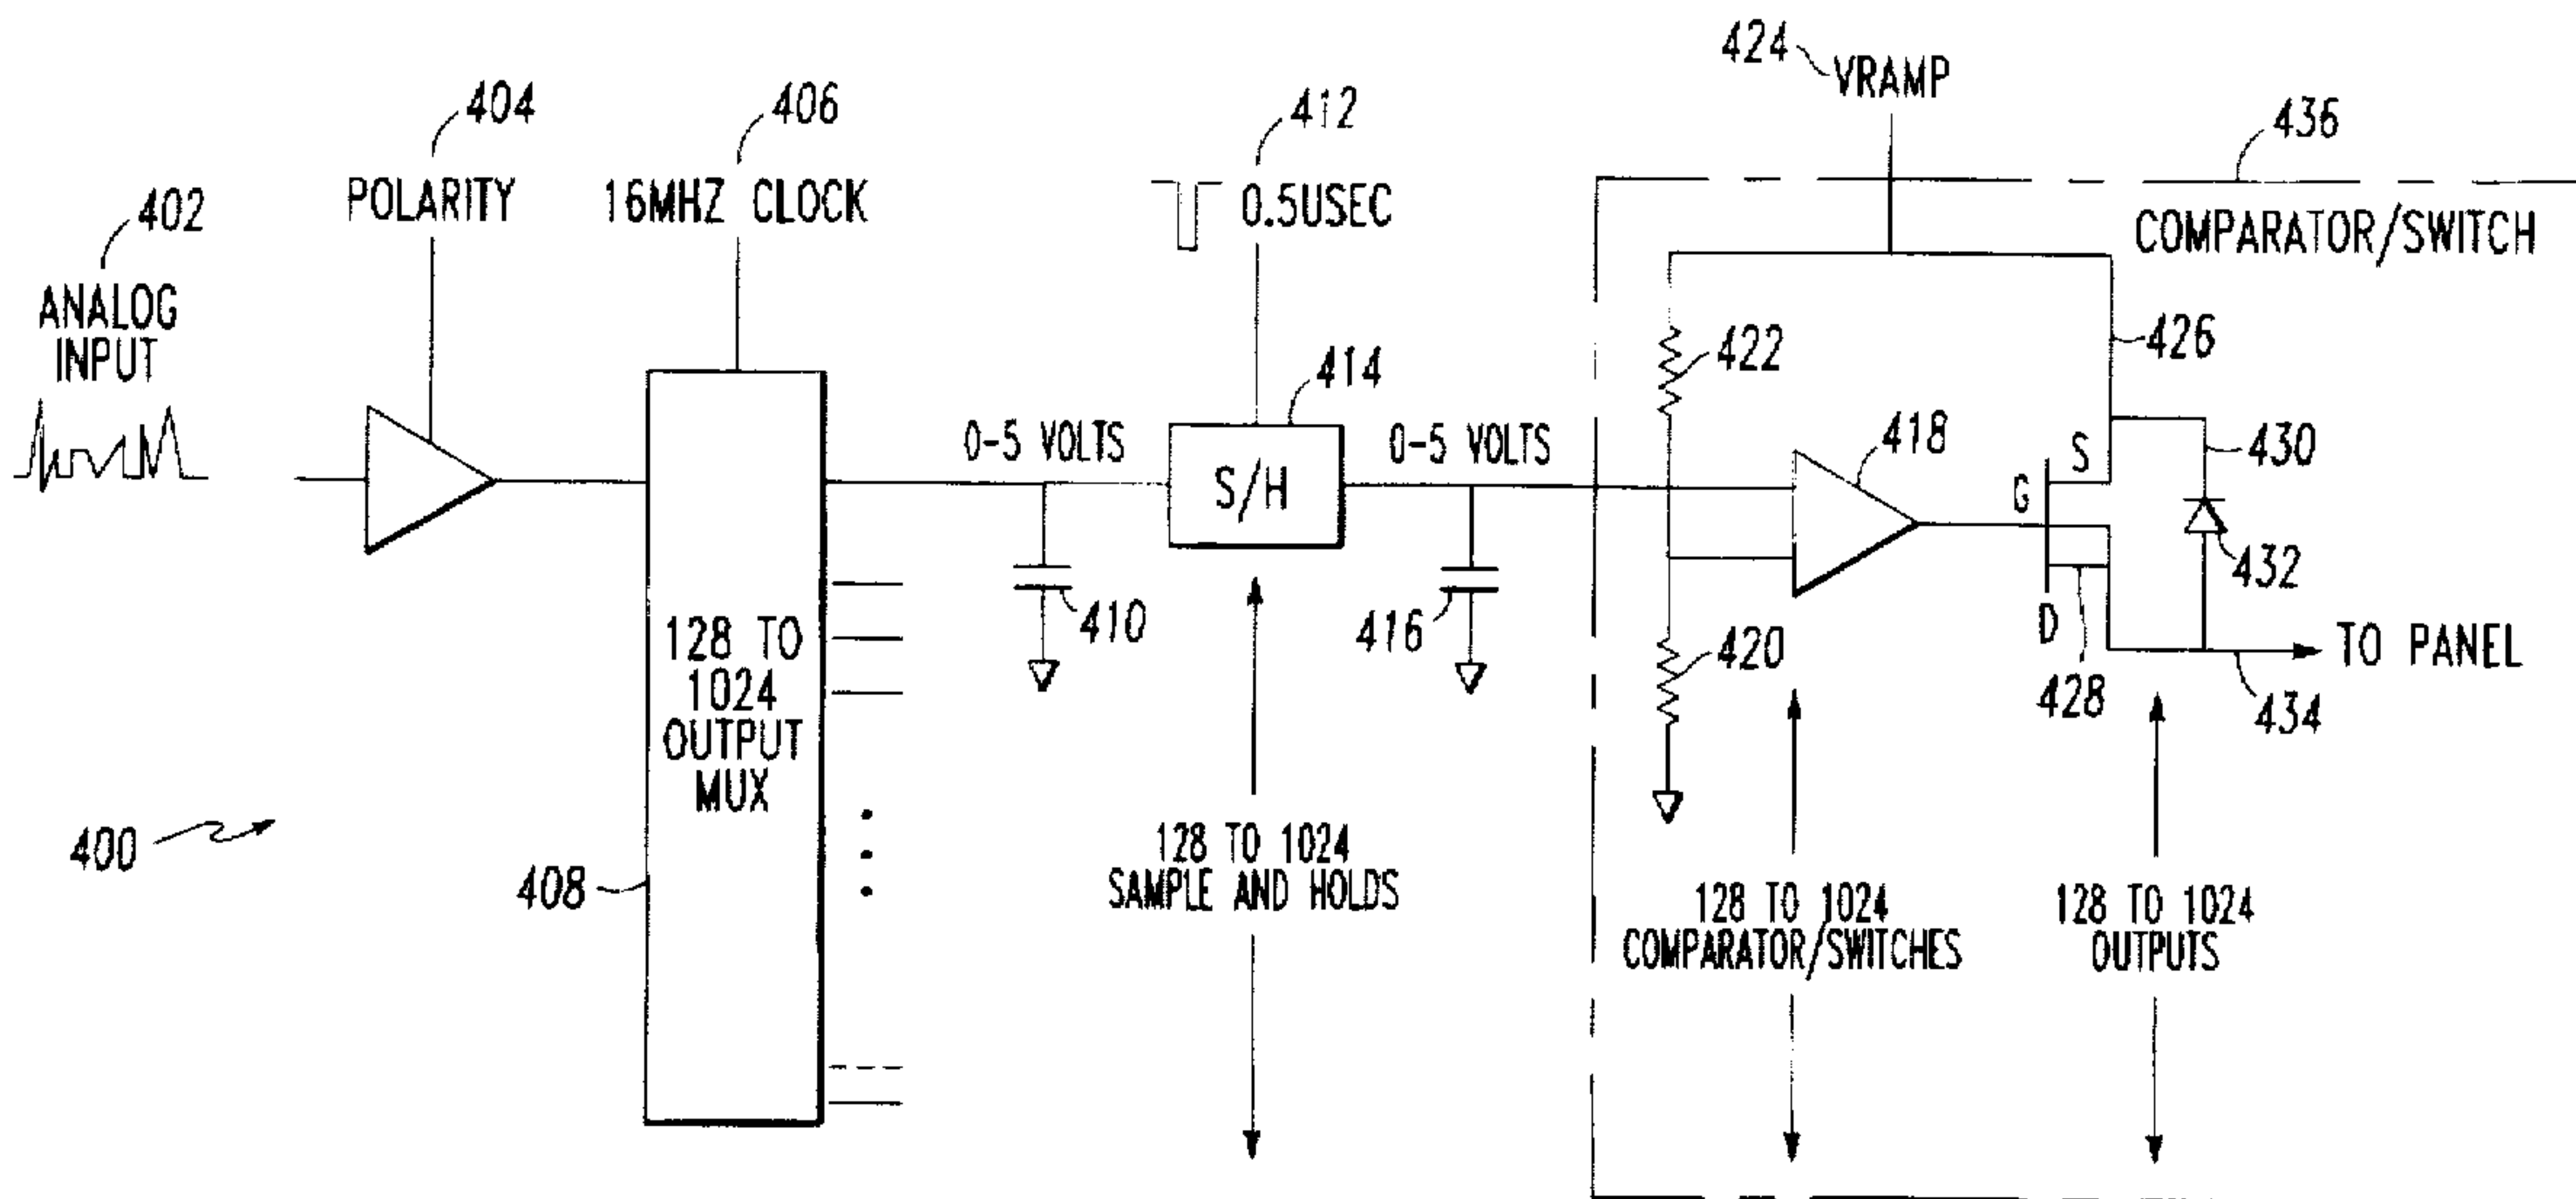 424
VRAMP
404
406
412
436
402
POLARITY
16MHZ CLOCK
0.5USEC
COMPARATOR/SWITCH
ANALOG
INPUT
422
426
414
0-5 VOLTS
0-5 VOLTS
418
430
S
G
S/H
432
410
416
D
128 TO
1024
OUTPUT
MUX
420
TO PANEL
428
434
400
408
128 TO 1024
SAMPLE AND HOLDS
128 TO 1024
COMPARATOR/SWITCHES
128 TO 1024
OUTPUTS